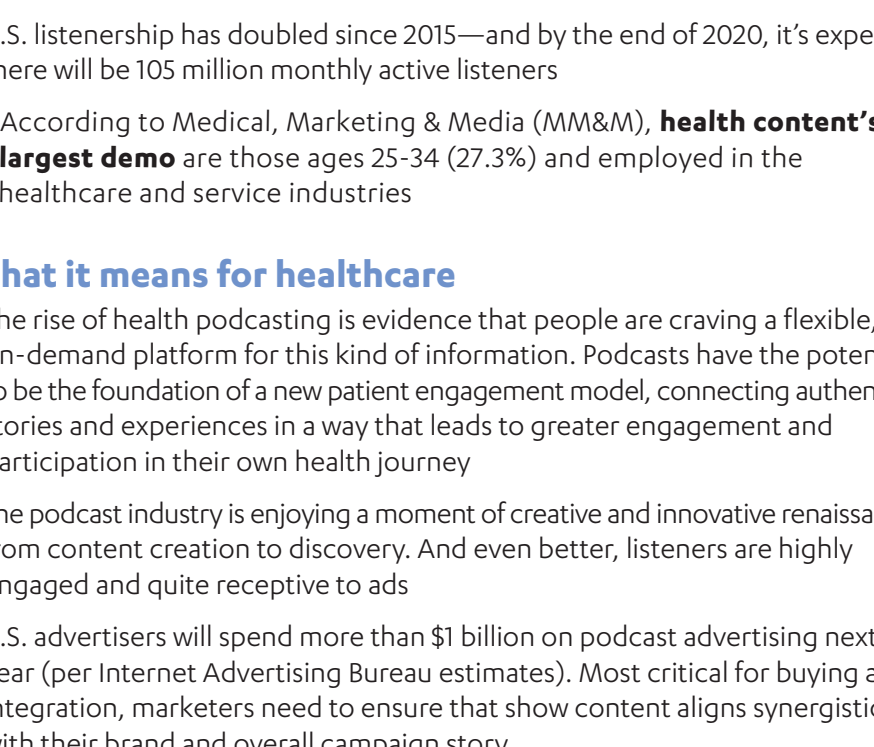 .S. listenership has doubled since 2015—and by the end of 2020, it's expe
here will be 105 million monthly active listeners
According to Medical, Marketing & Media (MM&M), health content's
largest demo are those ages 25-34 (27.3%) and employed in the
healthcare and service industries
hat it means for healthcare
he rise of health podcasting is evidence that people are craving a flexible,
n-demand platform for this kind of information. Podcasts have the poten
o be the foundation of a new patient engagement model, connecting authen
tories and experiences in a way that leads to greater engagement and
articipation in their own health journey
he podcast industry is enjoying a moment of creative and innovative renaissa
rom content creation to discovery. And even better, listeners are highly
ngaged and quite receptive to ads
.S. advertisers will spend more than $1 billion on podcast advertising next
ear (per Internet Advertising Bureau estimates). Most critical for buying a
ntegration, marketers need to ensure that show content aligns synergistic
with their brand and overall campaign story